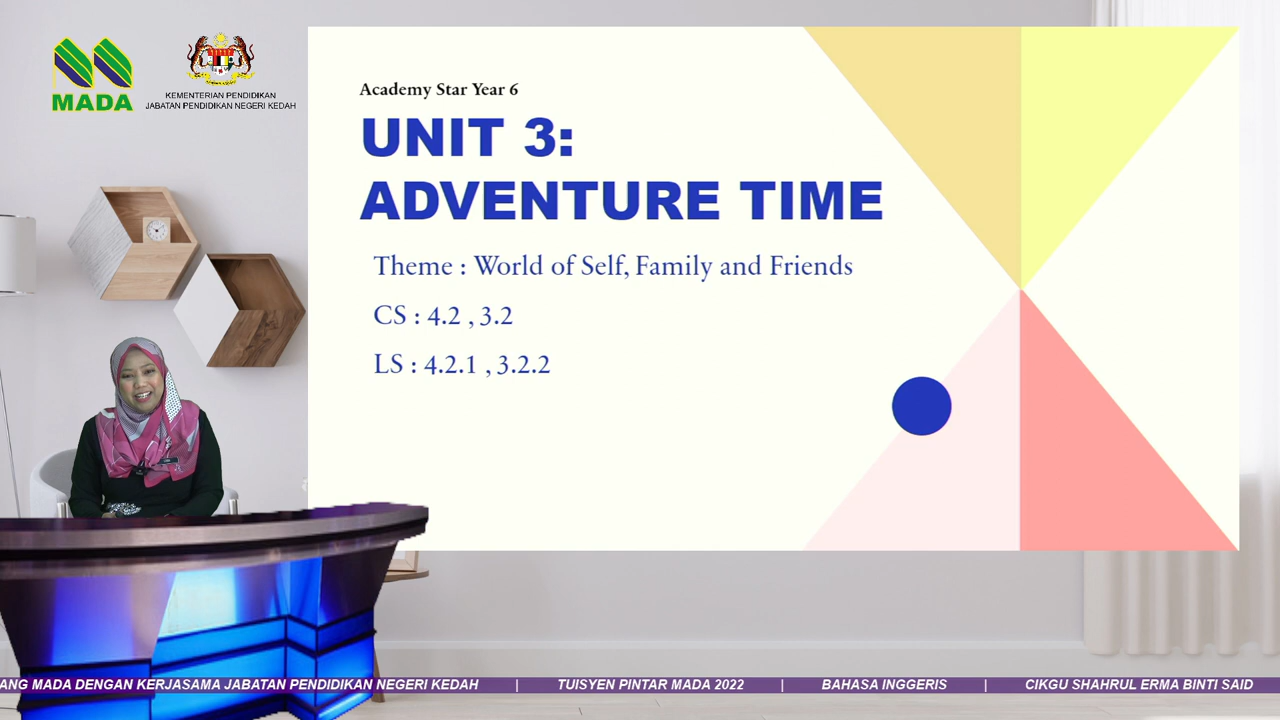 MADA
KEMENTERIAN PENDIDIKAN
JABATAN PENDIDIKAN NEGERI KEDAH
Academy Star Year 6
UNIT 3:
ADVENTURE TIME
Theme : World of Self, Family and Friends
CS : 4.2 , 3.2
LS : 4.2.1 , 3.2.2
ANG MADA DENGAN KERJASAMA JABATAN PENDIDIKAN NEGERI KEDAH | TUISYEN PINTAR MADA 2022 | BAHASA INGGERIS | CIKGU SHAHRUL ERMA BINTI SAID